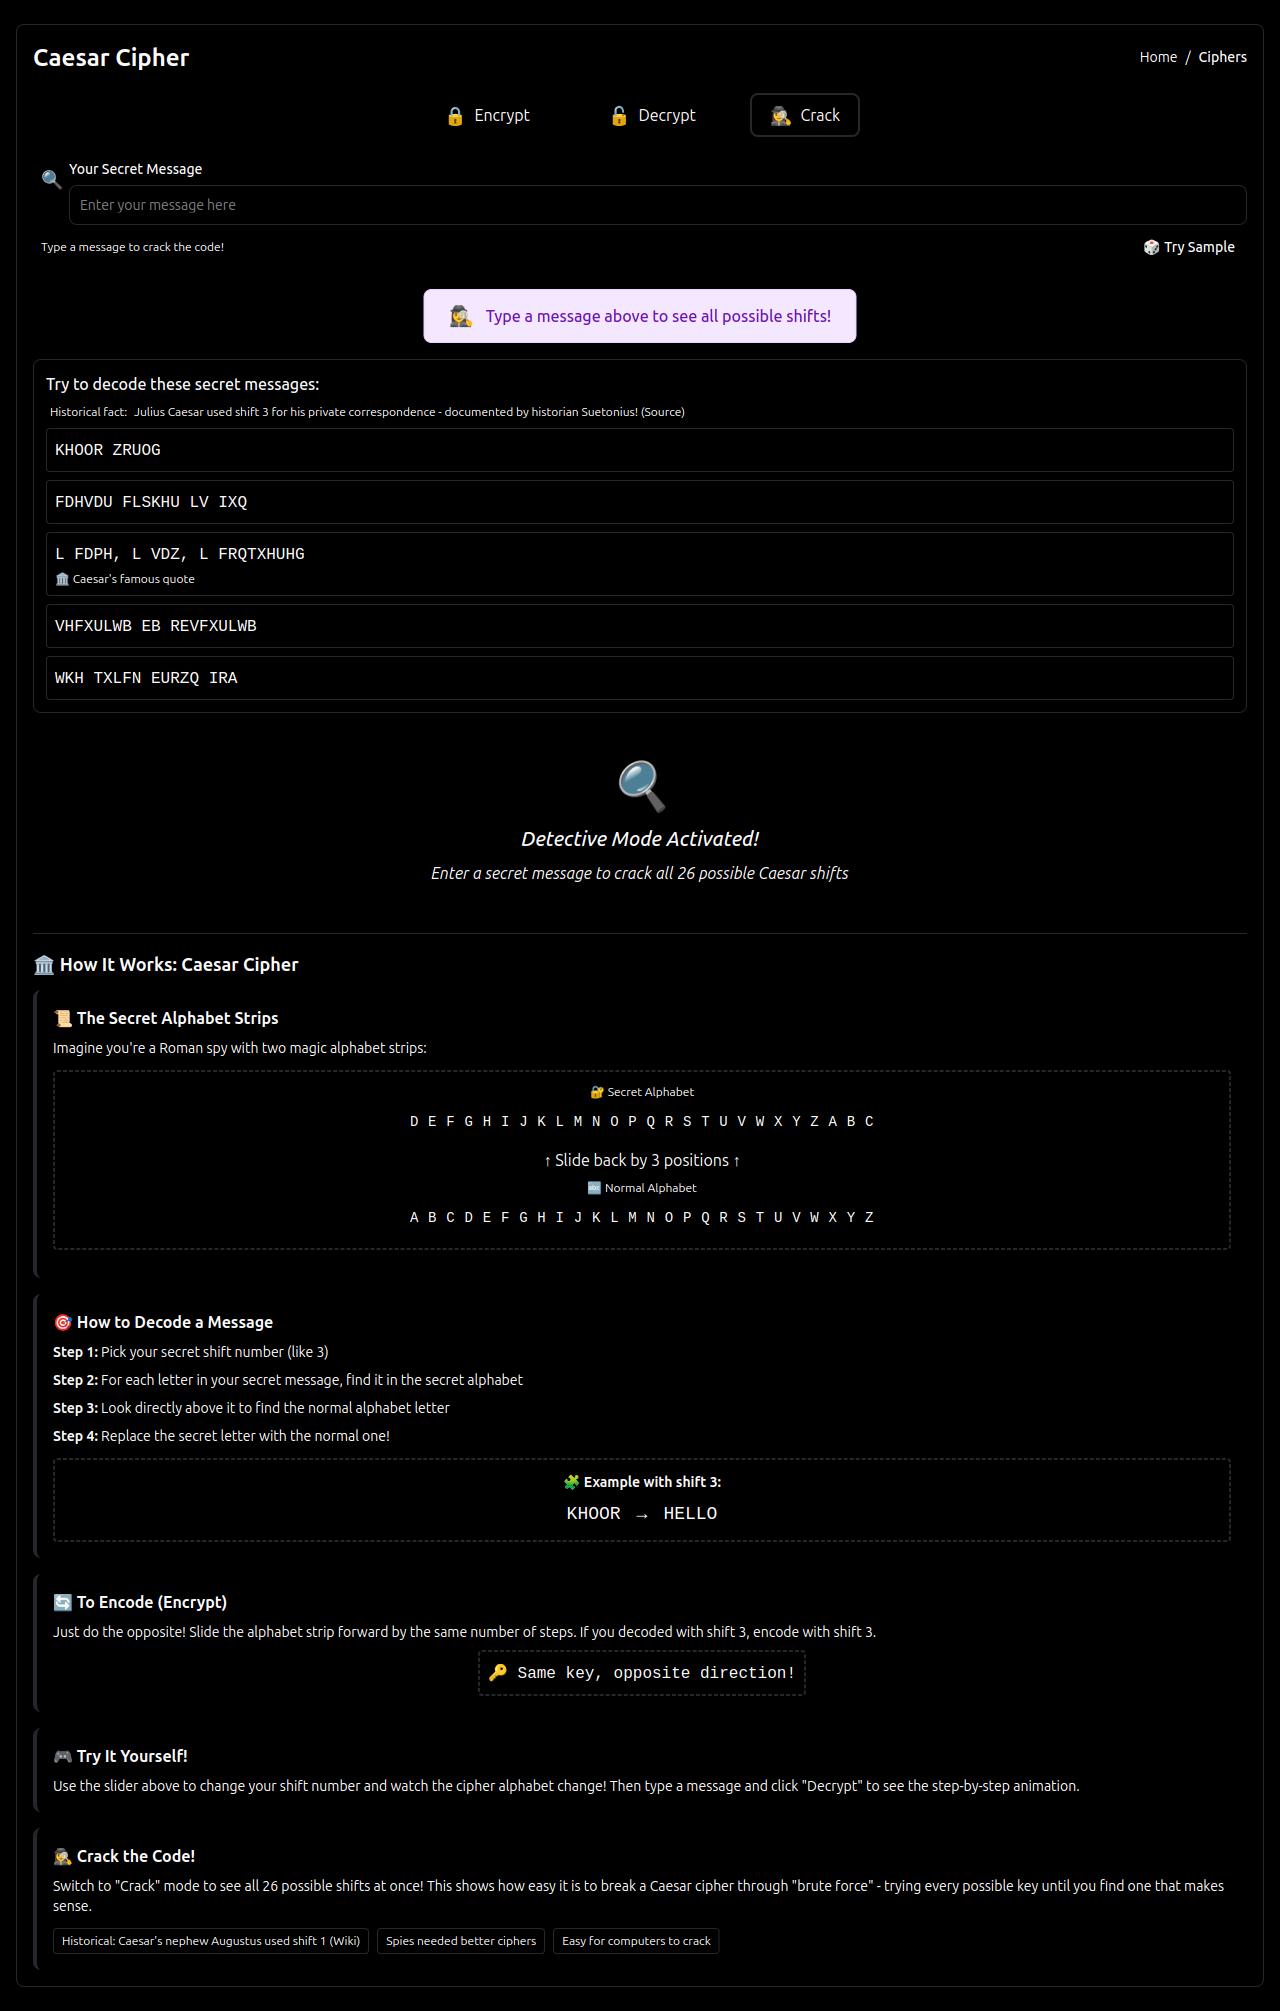 Caesar Cipher
Home / Ciphers
Encrypt
Decrypt
Crack
Your Secret Message
Enter your message here
Type a message to crack the code!
Try Sample
Type a message above to see all possible shifts!
Try to decode these secret messages:
Historical fact: Julius Caesar used shift 3 for his private correspondence - documented by historian Suetonius! (Source)
KHOOR ZRUOG
FDHVDU FLSKHU LV IXQ
L FDPH, L VDZ, L FRQTXHUHG
Caesar's famous quote
VHFXULWB EB REVFXULWB
WKH TXLFN EURZQ IRA
Detective Mode Activated!
Enter a secret message to crack all 26 possible Caesar shifts
How It Works: Caesar Cipher
The Secret Alphabet Strips
Imagine you're a Roman spy with two magic alphabet strips:
Secret Alphabet
D E F G H I J K L M N O P Q R S T U V W X Y Z A B C
↑ Slide back by 3 positions ↑
Normal Alphabet
A B C D E F G H I J K L M N O P Q R S T U V W X Y Z
How to Decode a Message
Step 1: Pick your secret shift number (like 3)
Step 2: For each letter in your secret message, find it in the secret alphabet
Step 3: Look directly above it to find the normal alphabet letter
Step 4: Replace the secret letter with the normal one!
Example with shift 3:
KHOOR → HELLO
To Encode (Encrypt)
Just do the opposite! Slide the alphabet strip forward by the same number of steps. If you decoded with shift 3, encode with shift 3.
Same key, opposite direction!
Try It Yourself!
Use the slider above to change your shift number and watch the cipher alphabet change! Then type a message and click "Decrypt" to see the step-by-step animation.
Crack the Code!
Switch to "Crack" mode to see all 26 possible shifts at once! This shows how easy it is to break a Caesar cipher through "brute force" - trying every possible key until you find one that makes
sense.
Historical: Caesar's nephew Augustus used shift 1 (Wiki)
Spies needed better ciphers
Easy for computers to crack